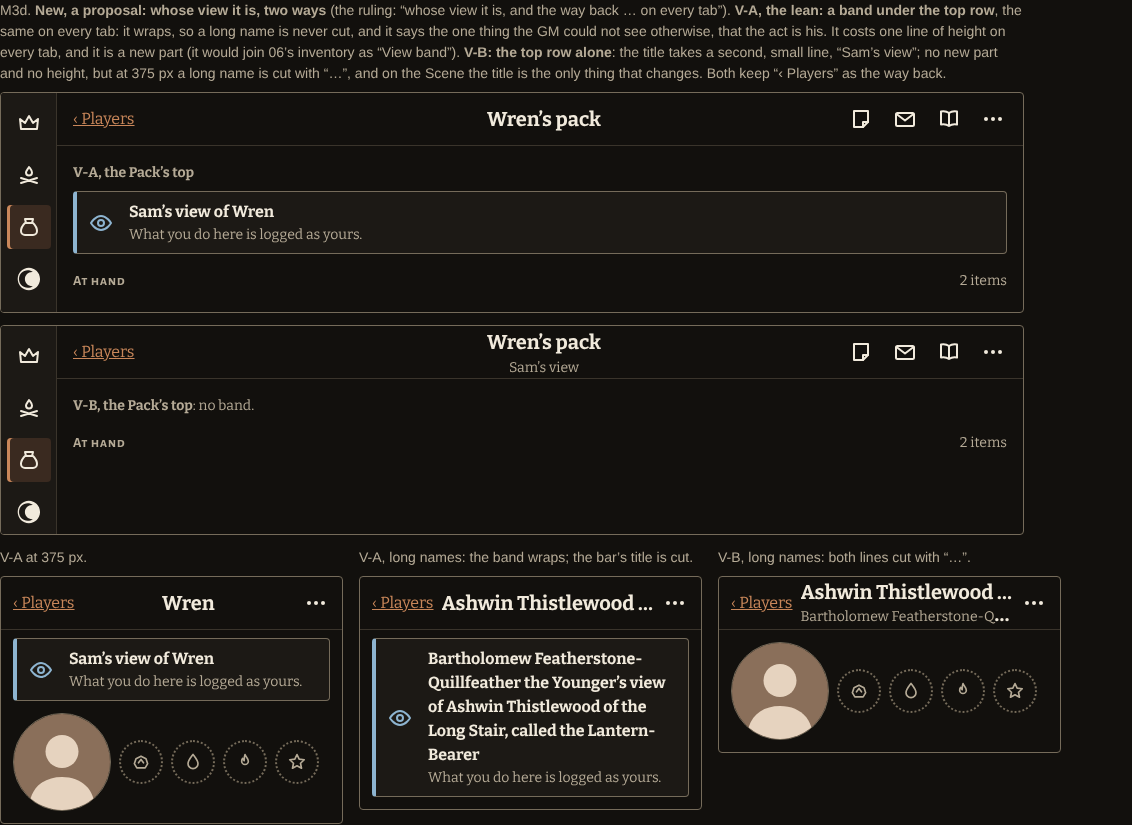 M3d. New, a proposal: whose view it is, two ways (the ruling: “whose view it is, and the way back … on every tab”). V-A, the lean: a band under the top row, the
same on every tab: it wraps, so a long name is never cut, and it says the one thing the GM could not see otherwise, that the act is his. It costs one line of height on
every tab, and it is a new part (it would join 06’s inventory as “View band”). V-B: the top row alone: the title takes a second, small line, “Sam’s view”; no new part
and no height, but at 375 px a long name is cut with “…”, and on the Scene the title is the only thing that changes. Both keep “‹ Players” as the way back.
‹ Players
Wren’s pack
V-A, the Pack’s top
Sam’s view of Wren
What you do here is logged as yours.
AT HAND
2 items
‹ Players
Wren’s pack
Sam’s view
V-B, the Pack’s top: no band.
AT HAND
2 items
V-A at 375 px.
‹ Players
Wren
Sam’s view of Wren
What you do here is logged as yours.
V-A, long names: the band wraps; the bar’s title is cut.
‹ Players
Ashwin Thistlewood …
Bartholomew Featherstone-
Quillfeather the Younger’s view
of Ashwin Thistlewood of the
Long Stair, called the Lantern-
Bearer
What you do here is logged as yours.
V-B, long names: both lines cut with “…”.
‹ Players
Ashwin Thistlewood …
Bartholomew Featherstone-Q…